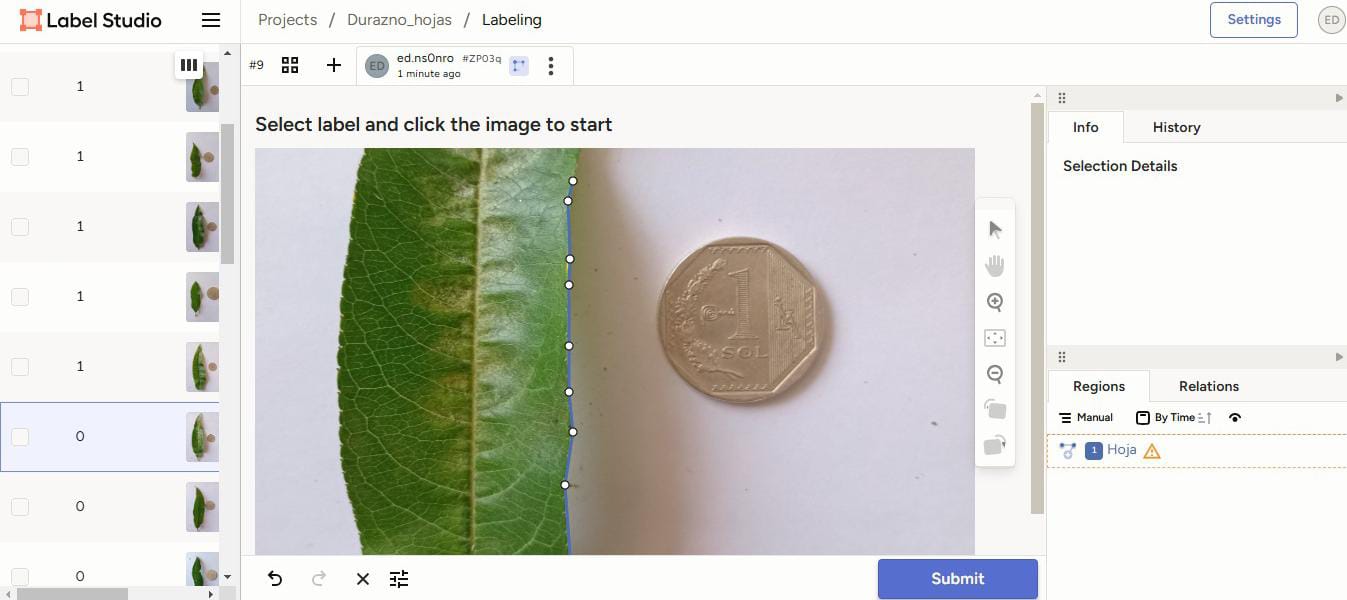 Label Studio
Projects / Durazno_hojas / Labeling
Settings
ED
#9
ED
ed.ns0nro #ZP03q
1 minute ago
1
1
1
1
1
0
0
0
Select label and click the image to start
1
SOL
Submit
Info
History
Selection Details
Regions
Relations
Manual
By Time
1 Hoja